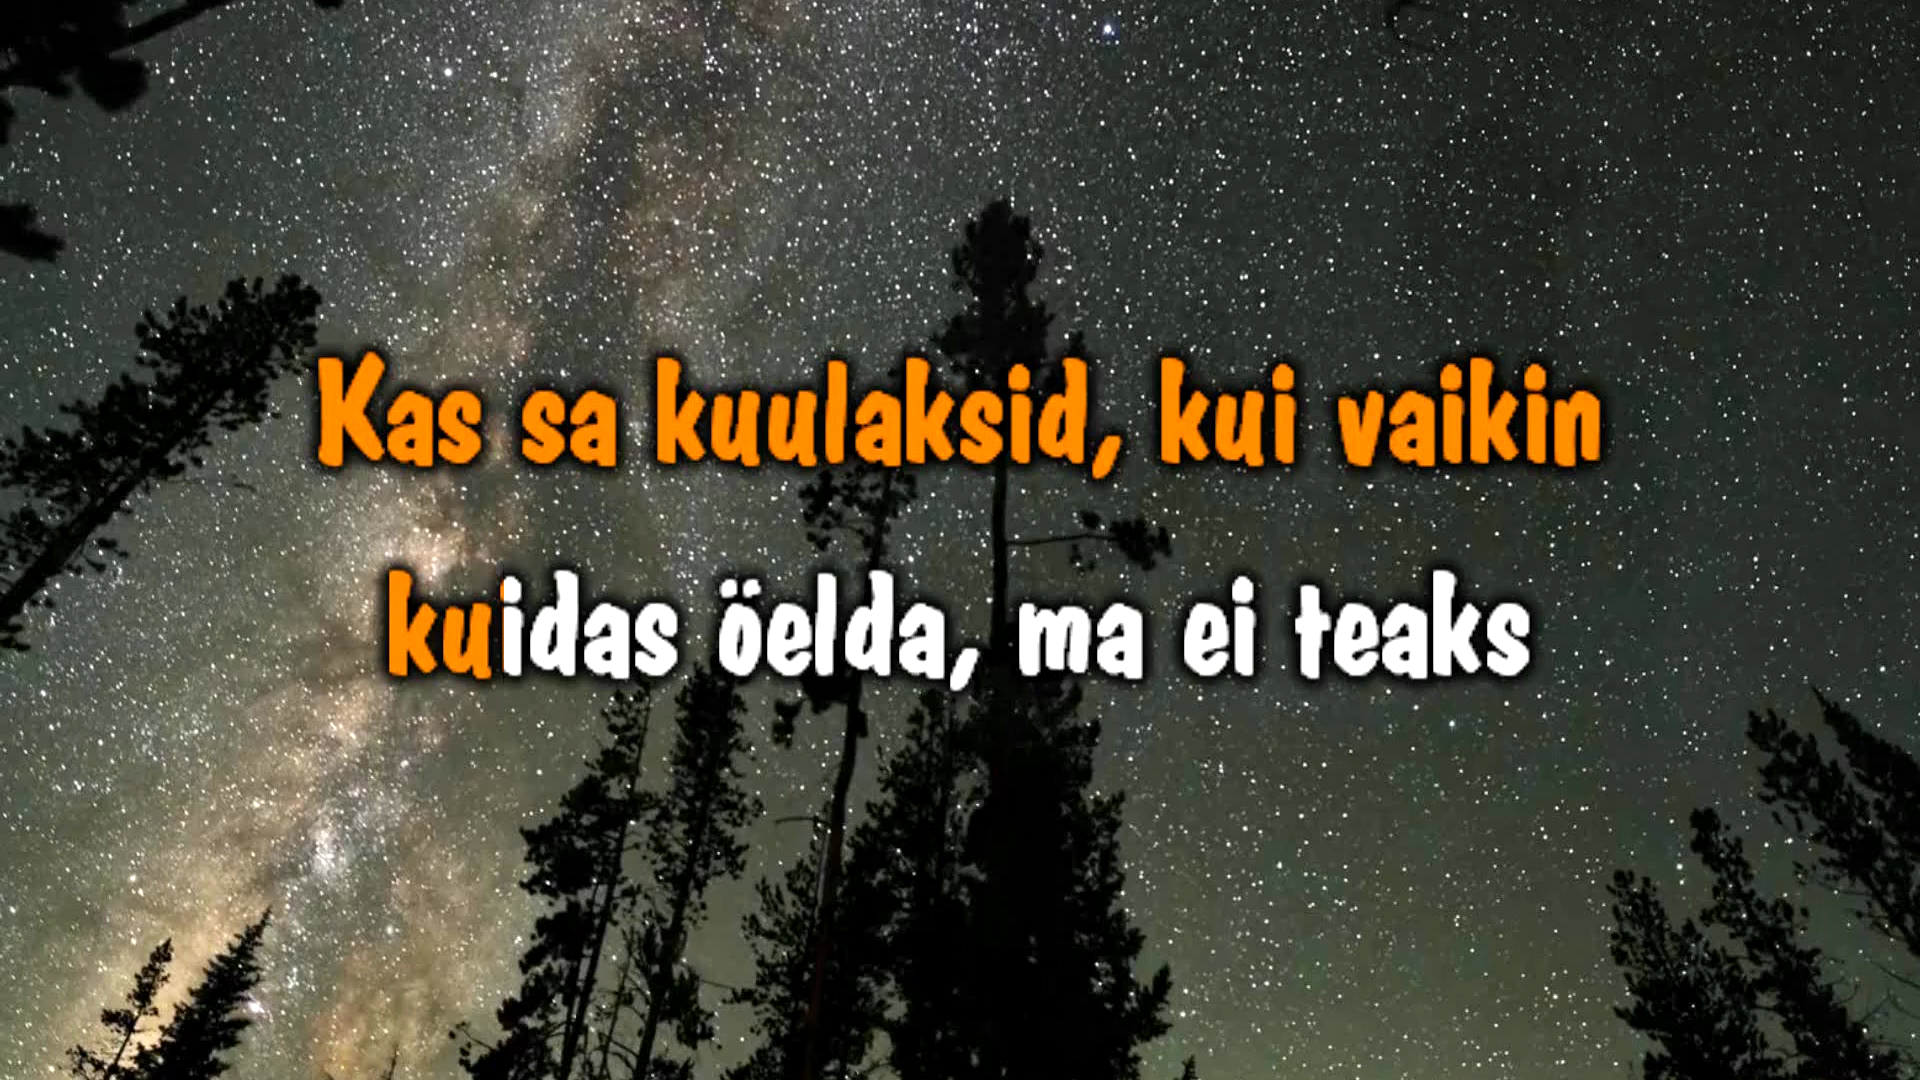 Kas sa kuulaksid, kui vaikin
kuidas öelda, ma ei teaks